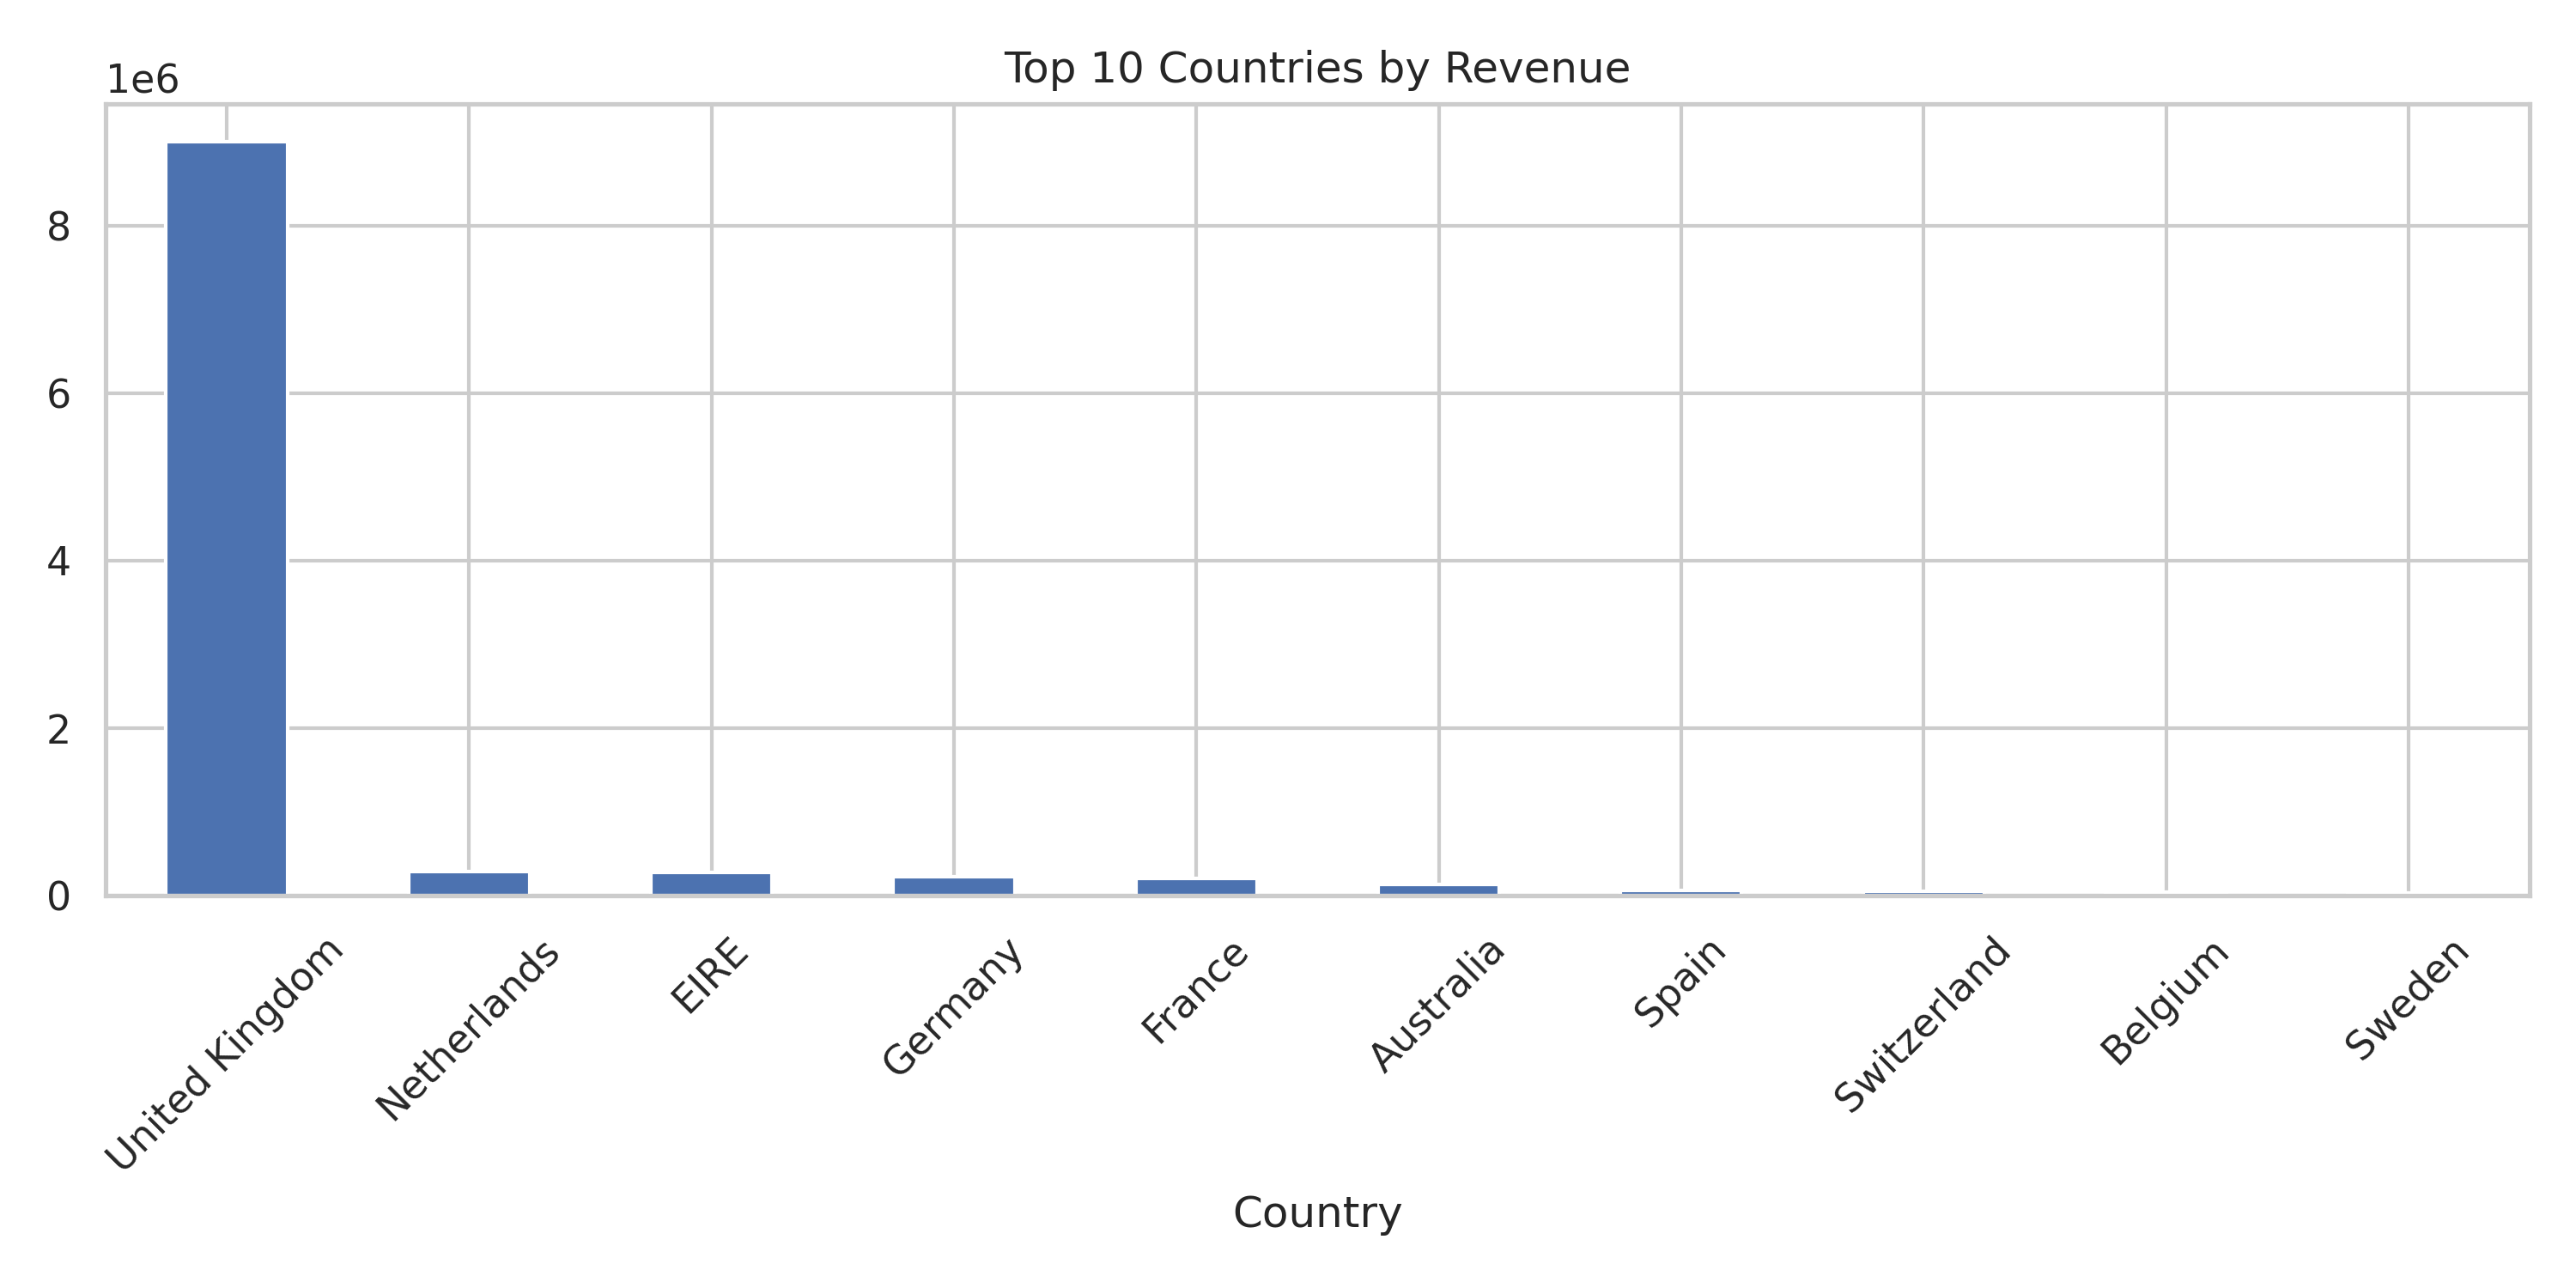 Top 10 Countries by Revenue
1e6
8
6
4
2
0
United Kingdom
Netherlands
EIRE
Germany
France
Australia
Spain
Switzerland
Belgium
Sweden
Country